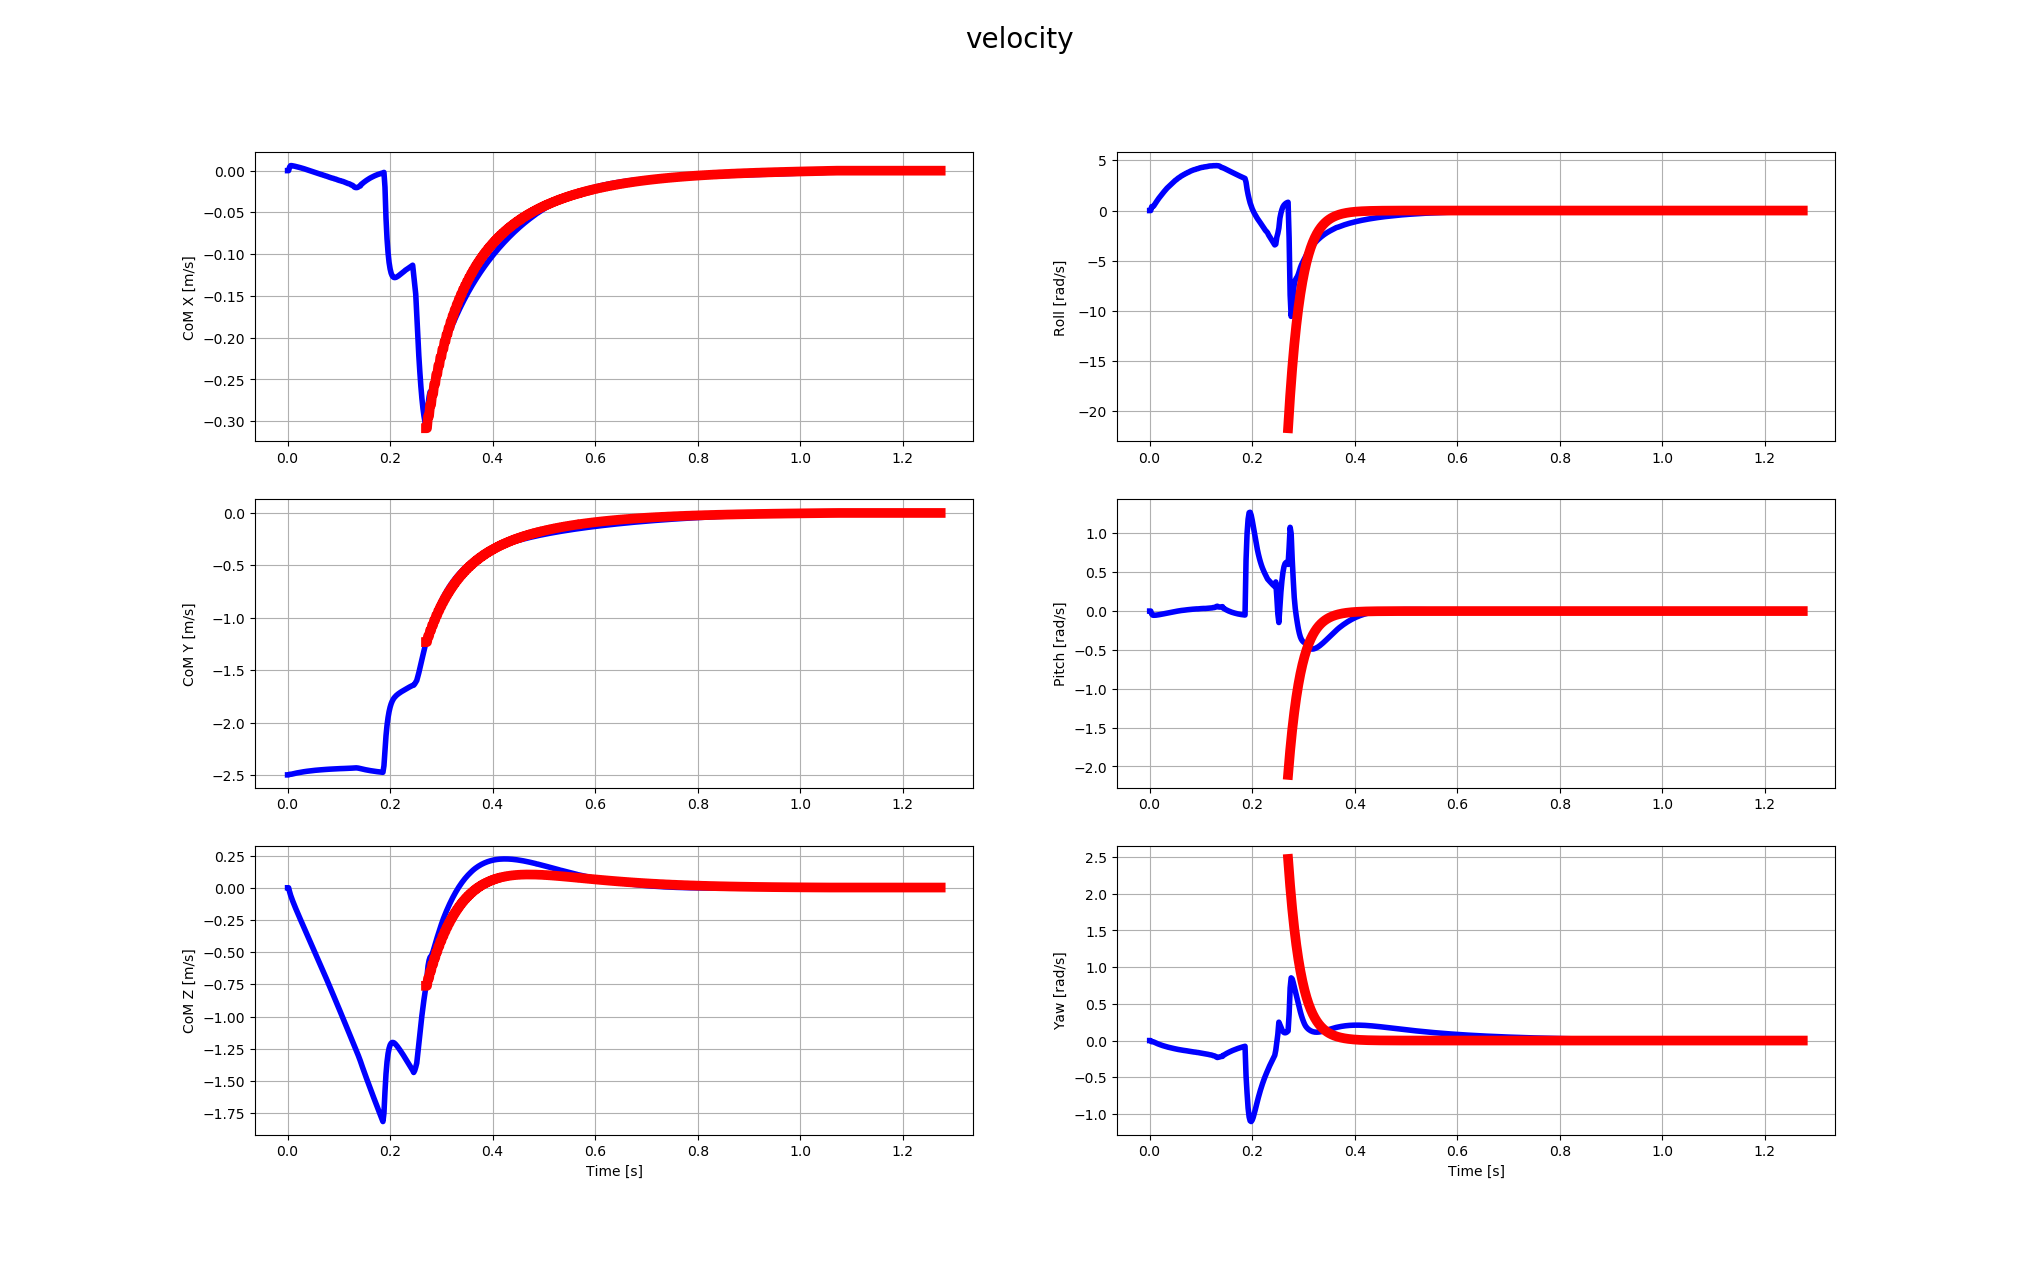 velocity
CoM X [m/s]
0.00
−0.05
−0.10
−0.15
−0.20
−0.25
−0.30
0.0 0.2 0.4 0.6 0.8 1.0 1.2
Roll [rad/s]
5
0
−5
−10
−15
−20
0.0 0.2 0.4 0.6 0.8 1.0 1.2
CoM Y [m/s]
0.0
−0.5
−1.0
−1.5
−2.0
−2.5
0.0 0.2 0.4 0.6 0.8 1.0 1.2
Pitch [rad/s]
1.0
0.5
0.0
−0.5
−1.0
−1.5
−2.0
0.0 0.2 0.4 0.6 0.8 1.0 1.2
CoM Z [m/s]
0.25
0.00
−0.25
−0.50
−0.75
−1.00
−1.25
−1.50
−1.75
0.0 0.2 0.4 0.6 0.8 1.0 1.2
Time [s]
Yaw [rad/s]
2.5
2.0
1.5
1.0
0.5
0.0
−0.5
−1.0
0.0 0.2 0.4 0.6 0.8 1.0 1.2
Time [s]